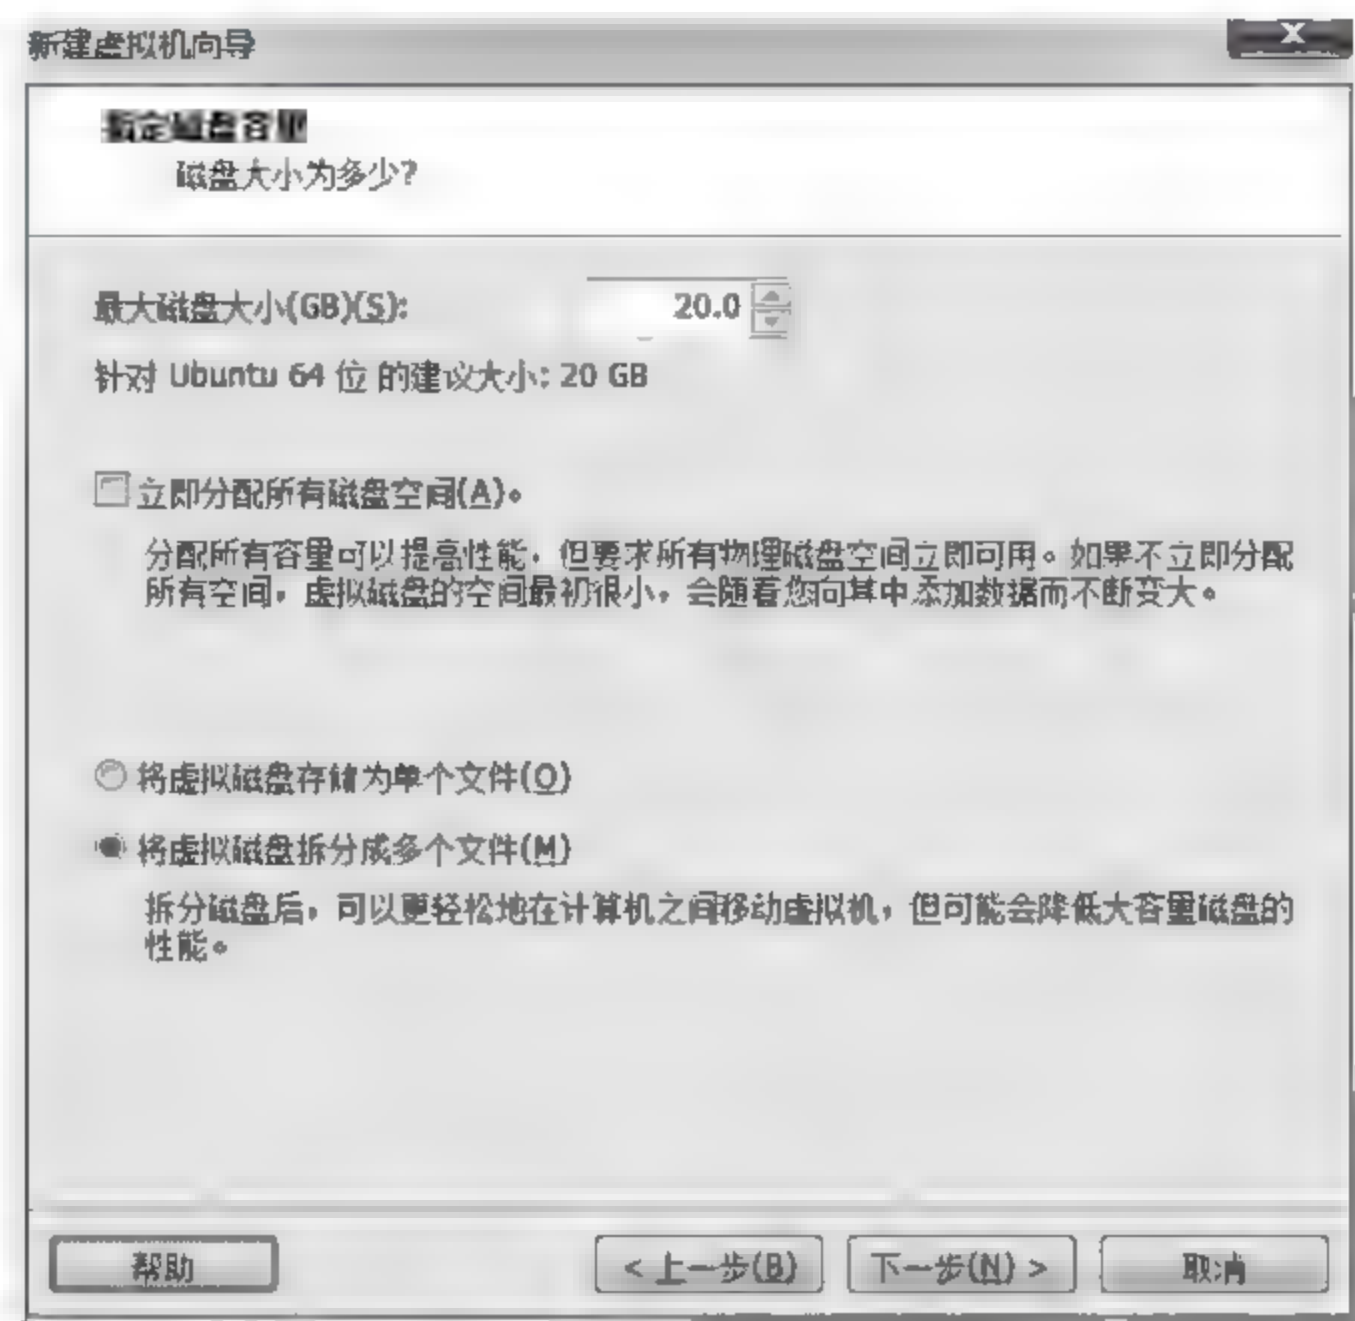 新建虚拟机向导
指定磁盘容量
磁盘大小为多少?
最大磁盘大小(GB)(S):
20.0
针对 Ubuntu 64 位 的建议大小: 20 GB
立即分配所有磁盘空间(A)。
分配所有容量可以提高性能，但要求所有物理磁盘空间立即可用。如果不立即分配
所有空间，虚拟磁盘的空间最初很小，会随着您向其中添加数据而不断变大。
将虚拟磁盘存储为单个文件(O)
将虚拟磁盘拆分成多个文件(M)
拆分磁盘后，可以更轻松地在计算机之间移动虚拟机，但可能会降低大容量磁盘的
性能。
帮助
< 上一步(B)
下一步(N) >
取消